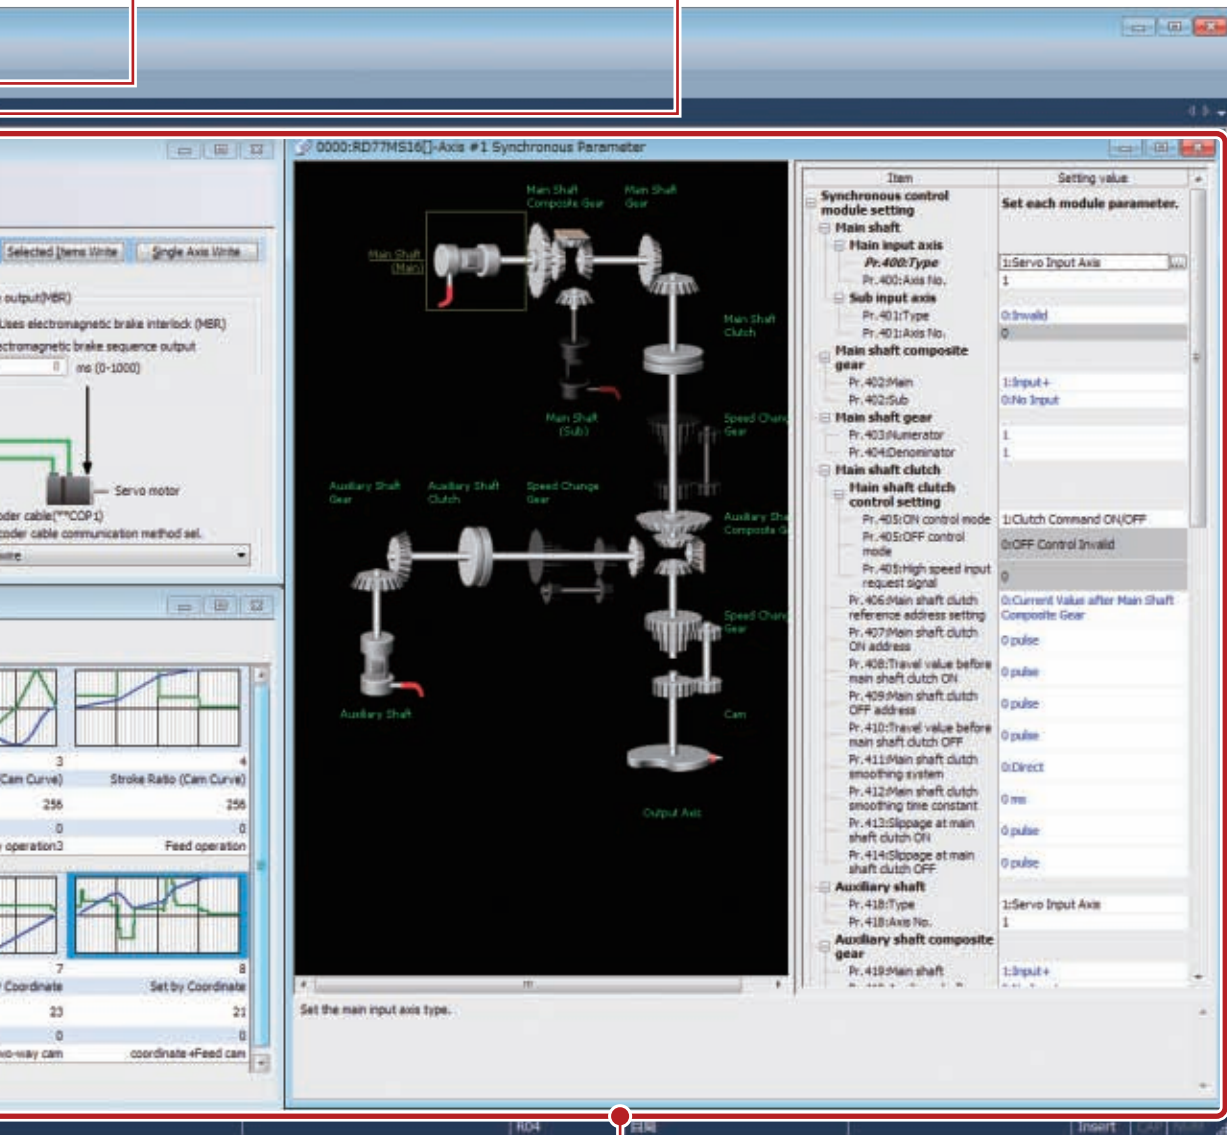 0000:RD77MS16[]-Axis #1 Synchronous Parameter
Selected Items Write
Single Axis Write
output(MBR)
Uses electromagnetic brake interlock (MBR)
ectromagnetic brake sequence output
0 ms (0-1000)
Servo motor
oder cable(**COP1)
coder cable communication method sel.
wire
3 4
(Cam Curve) Stroke Ratio (Cam Curve)
256 256
0 0
operation3 Feed operation
7 8
Coordinate Set by Coordinate
23 21
0 0
wo-way cam coordinate +Feed cam
Main Shaft Composite Gear
Main Shaft Gear
Main Shaft (Main)
Main Shaft Clutch
Main Shaft (Sub)
Speed Chang Gear
Auxiliary Shaft Gear
Auxiliary Shaft Clutch
Speed Change Gear
Auxiliary Sha Composite G
Speed Chan Gear
Auxiliary Shaft
Cam
Output Axis
Item Setting value
Synchronous control module setting Set each module parameter.
Main shaft
Main input axis
Pr.400:Type 1:Servo Input Axis ...
Pr.400:Axis No. 1
Sub input axis
Pr.401:Type 0:Invalid
Pr.401:Axis No. 0
Main shaft composite gear
Pr.402:Main 1:Input+
Pr.402:Sub 0:No Input
Main shaft gear
Pr.403:Numerator 1
Pr.404:Denominator 1
Main shaft clutch
Main shaft clutch control setting
Pr.405:ON control mode 1:Clutch Command ON/OFF
Pr.405:OFF control mode 0:OFF Control Invalid
Pr.405:High speed input request signal 0
Pr.406:Main shaft clutch reference address setting 0:Current Value after Main Shaft Composite Gear
Pr.407:Main shaft clutch ON address 0 pulse
Pr.408:Travel value before main shaft clutch ON 0 pulse
Pr.409:Main shaft clutch OFF address 0 pulse
Pr.410:Travel value before main shaft clutch OFF 0 pulse
Pr.411:Main shaft clutch smoothing system 0:Direct
Pr.412:Main shaft clutch smoothing time constant 0 ms
Pr.413:Slippage at main shaft clutch ON 0 pulse
Pr.414:Slippage at main shaft clutch OFF 0 pulse
Auxiliary shaft
Pr.418:Type 1:Servo Input Axis
Pr.418:Axis No. 1
Auxiliary shaft composite gear
Pr.419:Main shaft 1:Input+
Set the main input axis type.
R04 自局 Insert CAP NUM